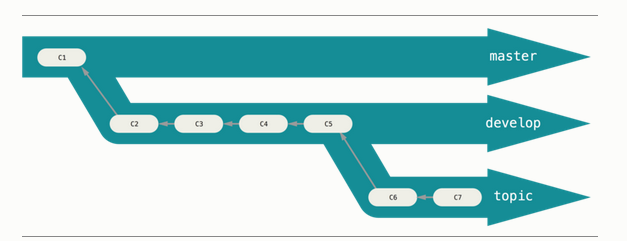 C1 master
C2 C3 C4 C5 develop
C6 C7 topic